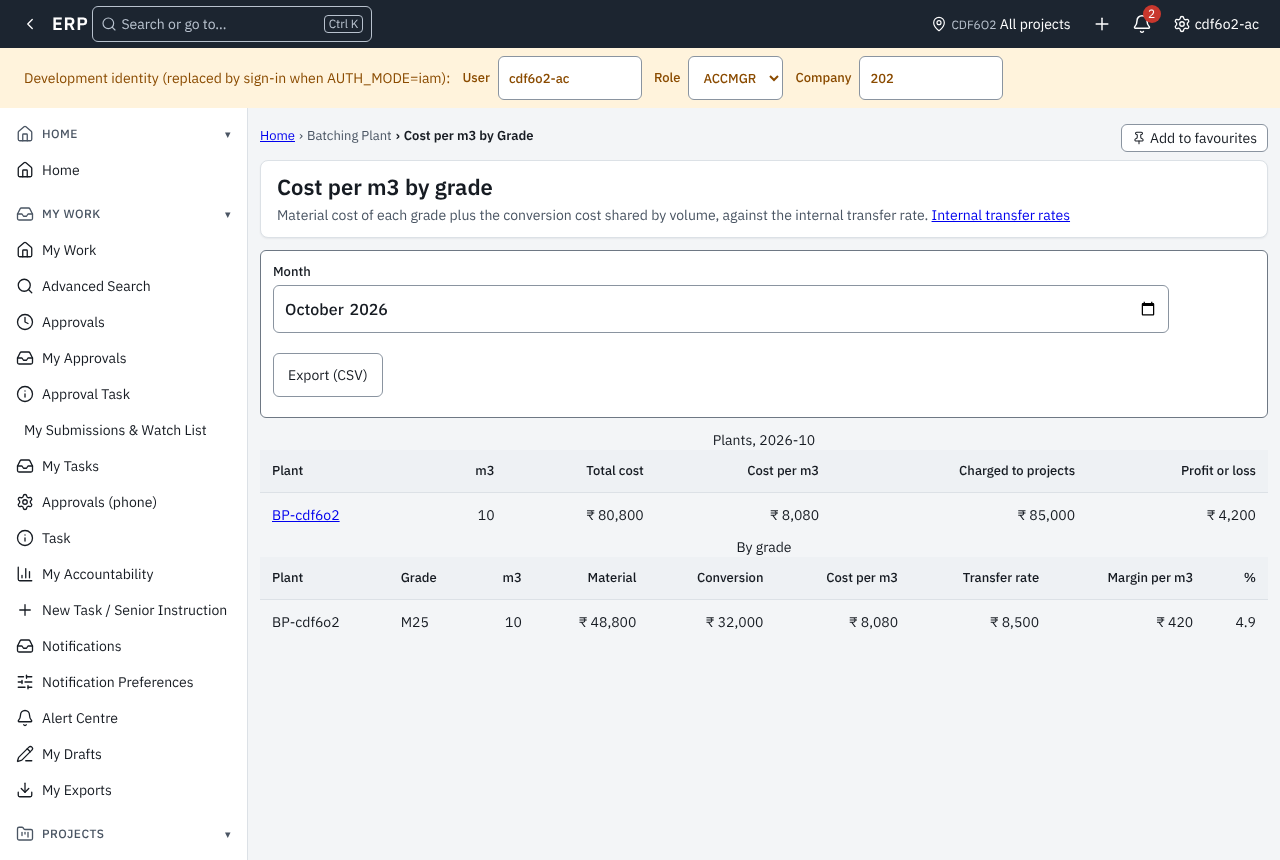 ERP Search or go to... Ctrl K CDF6O2 All projects 2 cdf6o2-ac
Development identity (replaced by sign-in when AUTH_MODE=iam): User cdf6o2-ac Role ACCMGR Company 202
HOME
Home
MY WORK
My Work
Advanced Search
Approvals
My Approvals
Approval Task
My Submissions & Watch List
My Tasks
Approvals (phone)
Task
My Accountability
New Task / Senior Instruction
Notifications
Notification Preferences
Alert Centre
My Drafts
My Exports
PROJECTS
Home › Batching Plant › Cost per m3 by Grade
Add to favourites
Cost per m3 by grade
Material cost of each grade plus the conversion cost shared by volume, against the internal transfer rate. Internal transfer rates
Month
October 2026
Export (CSV)
Plants, 2026-10
Plant m3 Total cost Cost per m3 Charged to projects Profit or loss
BP-cdf6o2 10 ₹ 80,800 ₹ 8,080 ₹ 85,000 ₹ 4,200
By grade
Plant Grade m3 Material Conversion Cost per m3 Transfer rate Margin per m3 %
BP-cdf6o2 M25 10 ₹ 48,800 ₹ 32,000 ₹ 8,080 ₹ 8,500 ₹ 420 4.9